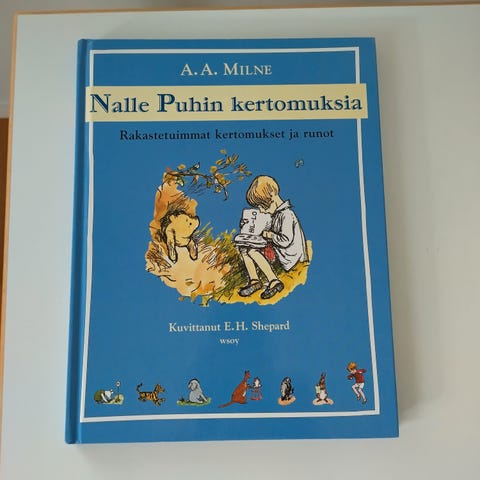 A. A. MILNE
Nalle Puhin kertomuksia
Rakastetuimmat kertomukset ja runot
Kuvittanut E. H. Shepard
WSOY